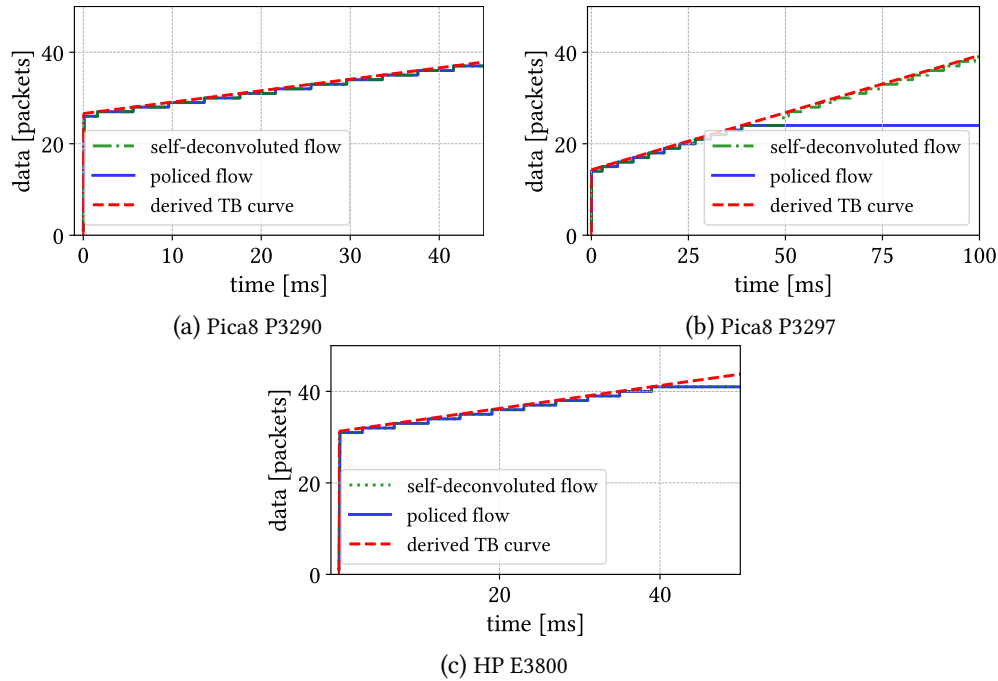 data [packets]
40
20
0
self-deconvoluted flow
policed flow
derived TB curve
0 10 20 30 40
time [ms]
(a) Pica8 P3290
data [packets]
40
20
0
self-deconvoluted flow
policed flow
derived TB curve
0 25 50 75 100
time [ms]
(b) Pica8 P3297
data [packets]
40
20
0
self-deconvoluted flow
policed flow
derived TB curve
20 40
time [ms]
(c) HP E3800